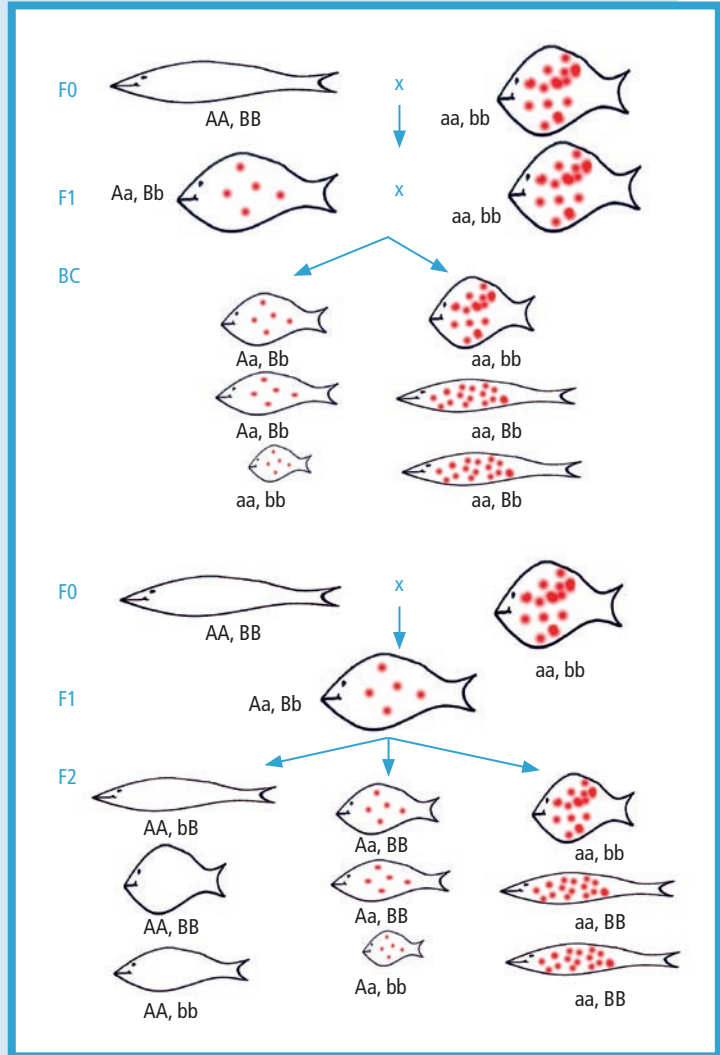 F0
x
AA, BB
aa, bb
F1
Aa, Bb
x
aa, bb
BC
Aa, Bb
aa, bb
Aa, Bb
aa, Bb
aa, bb
aa, Bb
F0
x
AA, BB
aa, bb
F1
Aa, Bb
F2
AA, bB
Aa, BB
aa, bb
AA, BB
Aa, BB
aa, BB
AA, bb
Aa, bb
aa, BB